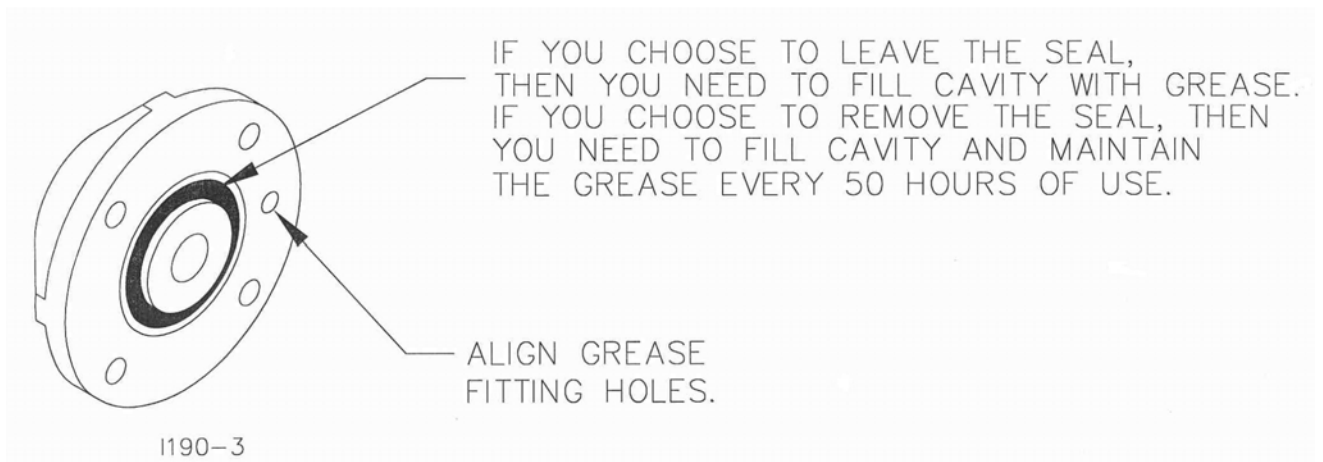 IF YOU CHOOSE TO LEAVE THE SEAL,
THEN YOU NEED TO FILL CAVITY WITH GREASE.
IF YOU CHOOSE TO REMOVE THE SEAL, THEN
YOU NEED TO FILL CAVITY AND MAINTAIN
THE GREASE EVERY 50 HOURS OF USE.
ALIGN GREASE
FITTING HOLES.
I190-3